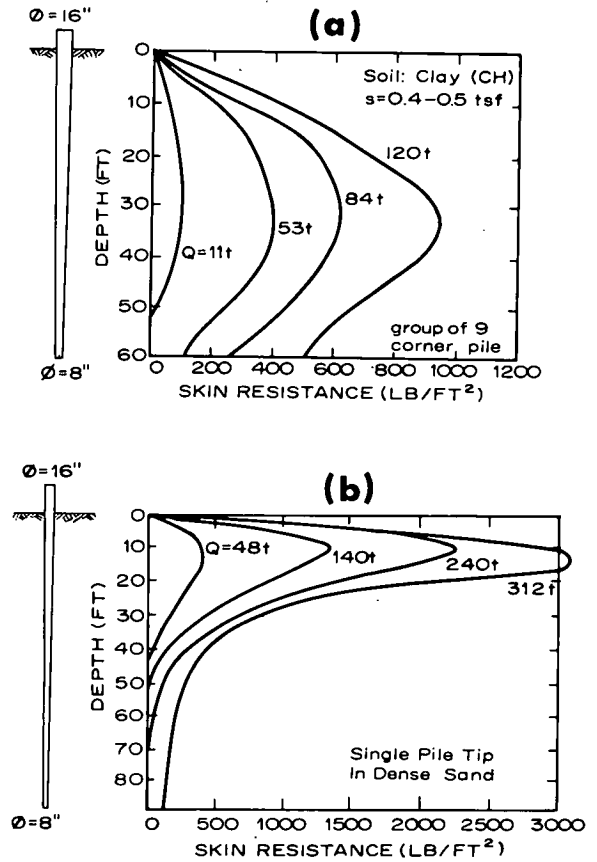 (a)
Ø=16"
0
10
20
30
40
50
60
DEPTH (FT)
Soil: Clay (CH)
s=0.4-0.5 tsf
120t
84t
53t
Q=11t
group of 9
corner pile
Ø=8"
0 200 400 600 800 1000 1200
SKIN RESISTANCE (LB/FT²)
(b)
Ø=16"
0
10
20
30
40
50
60
70
80
DEPTH (FT)
Q=48t
140t
240t
312t
Single Pile Tip
In Dense Sand
Ø=8"
0 500 1000 1500 2000 2500 3000
SKIN RESISTANCE (LB/FT²)